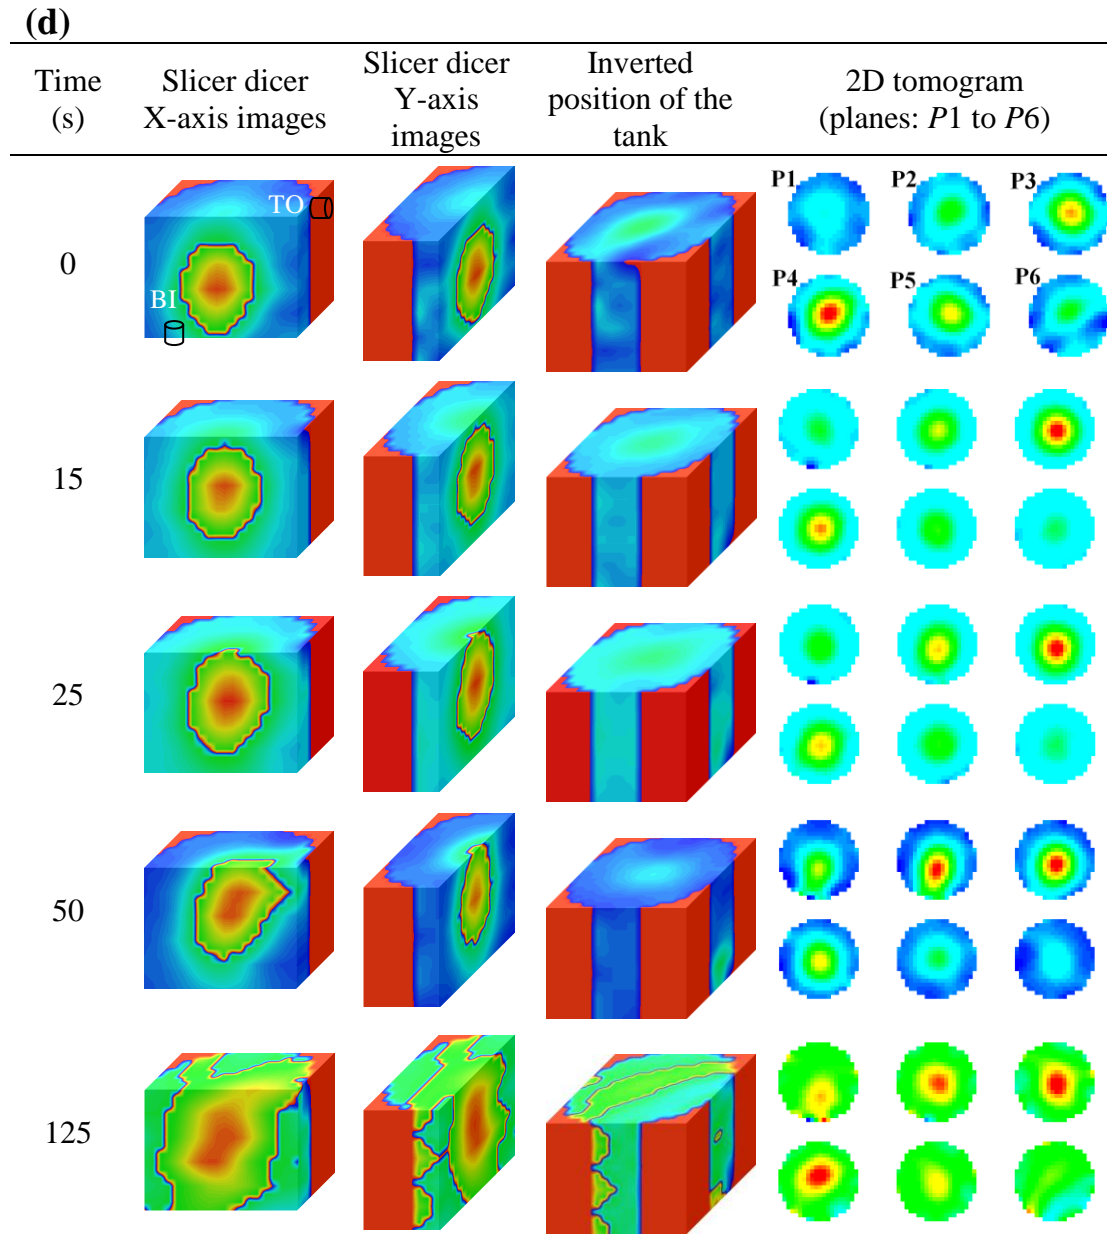 (d)
Time
(s)
Slicer dicer
X-axis images
Slicer dicer
Y-axis
images
Inverted
position of the
tank
2D tomogram
(planes: P1 to P6)
0
TO
BI
P1
P2
P3
P4
P5
P6
15
25
50
125